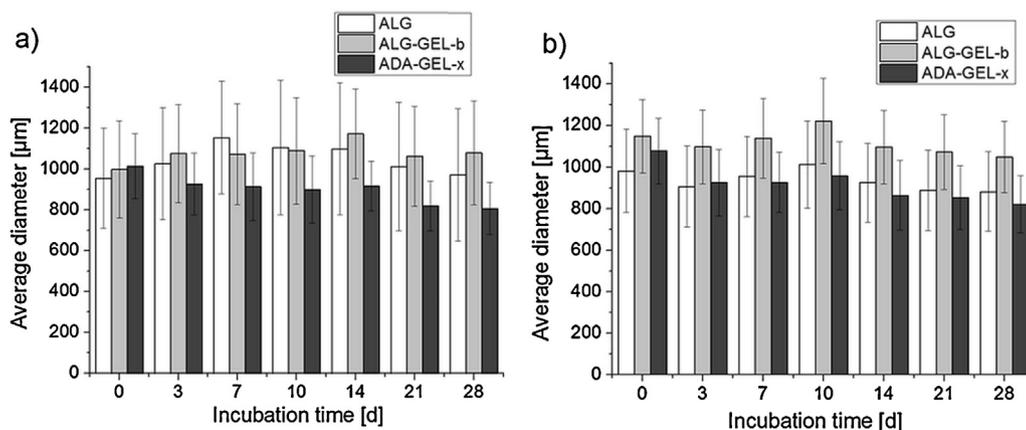 a)
ALG
ALG-GEL-b
ADA-GEL-x
1400
1200
1000
800
600
400
200
0
Average diameter [µm]
0 3 7 10 14 21 28
Incubation time [d]
b)
ALG
ALG-GEL-b
ADA-GEL-x
1400
1200
1000
800
600
400
200
0
Average diameter [µm]
0 3 7 10 14 21 28
Incubation time [d]